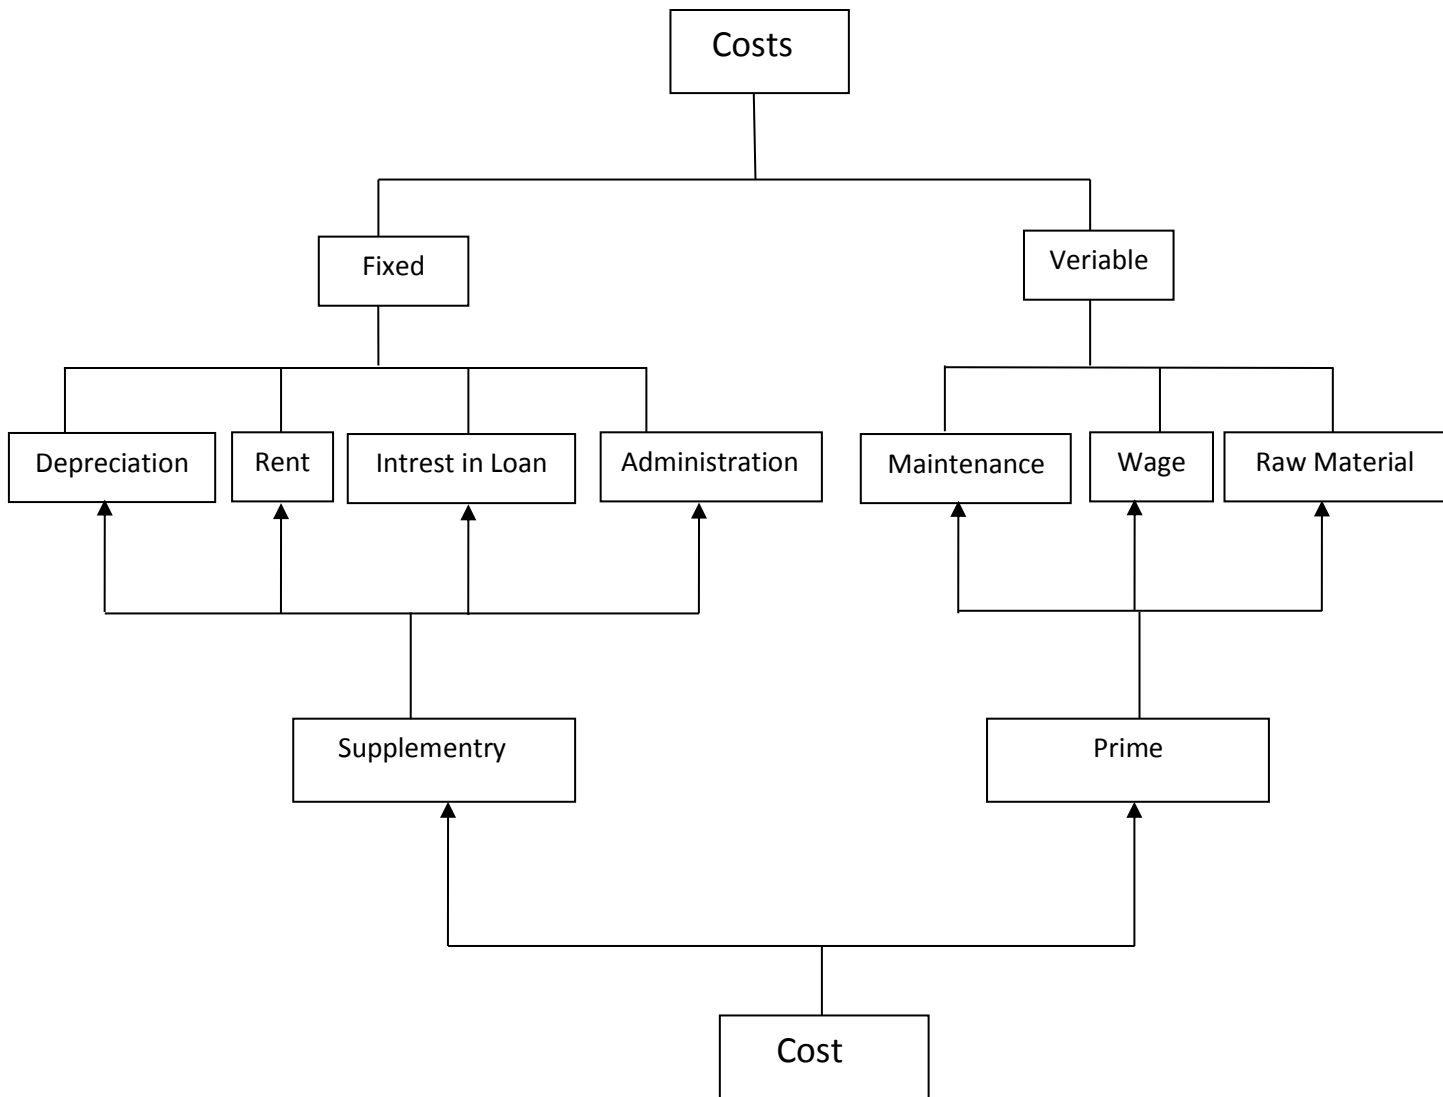 Costs
Fixed
Veriable
Depreciation
Rent
Intrest in Loan
Administration
Maintenance
Wage
Raw Material
Supplementry
Prime
Cost